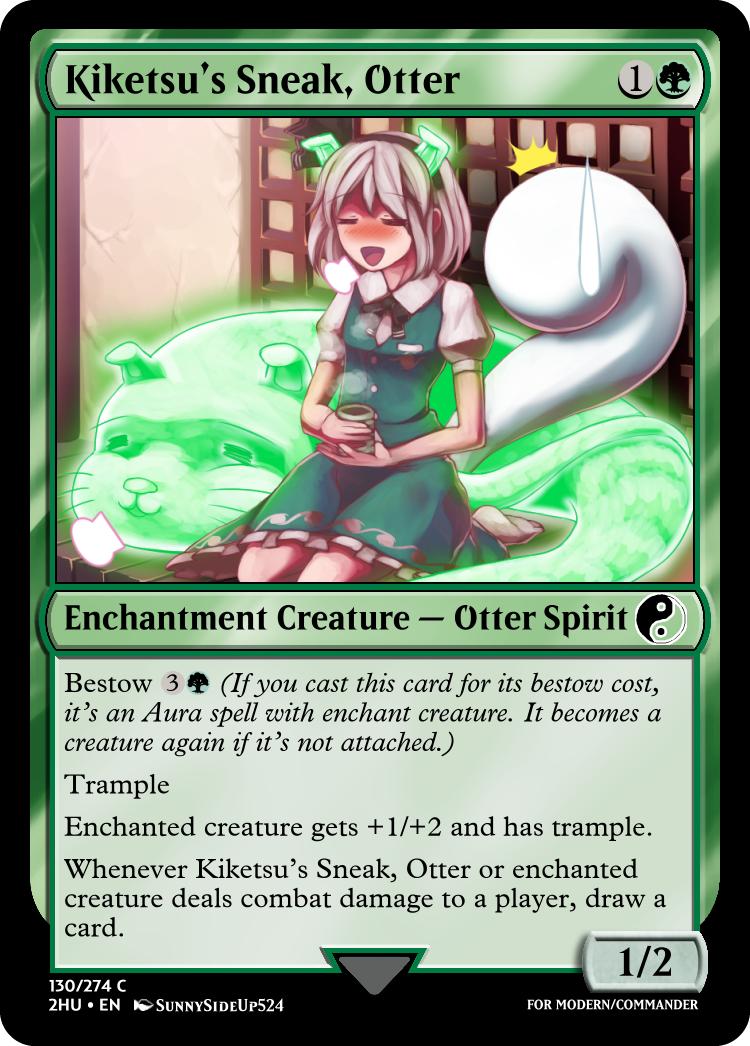 Kiketsu's Sneak, Otter 1
Enchantment Creature — Otter Spirit
Bestow 3 (If you cast this card for its bestow cost,
it's an Aura spell with enchant creature. It becomes a
creature again if it's not attached.)
Trample
Enchanted creature gets +1/+2 and has trample.
Whenever Kiketsu's Sneak, Otter or enchanted
creature deals combat damage to a player, draw a
card.
1/2
130/274 C
2HU • EN SunnySideUp524
FOR MODERN/COMMANDER